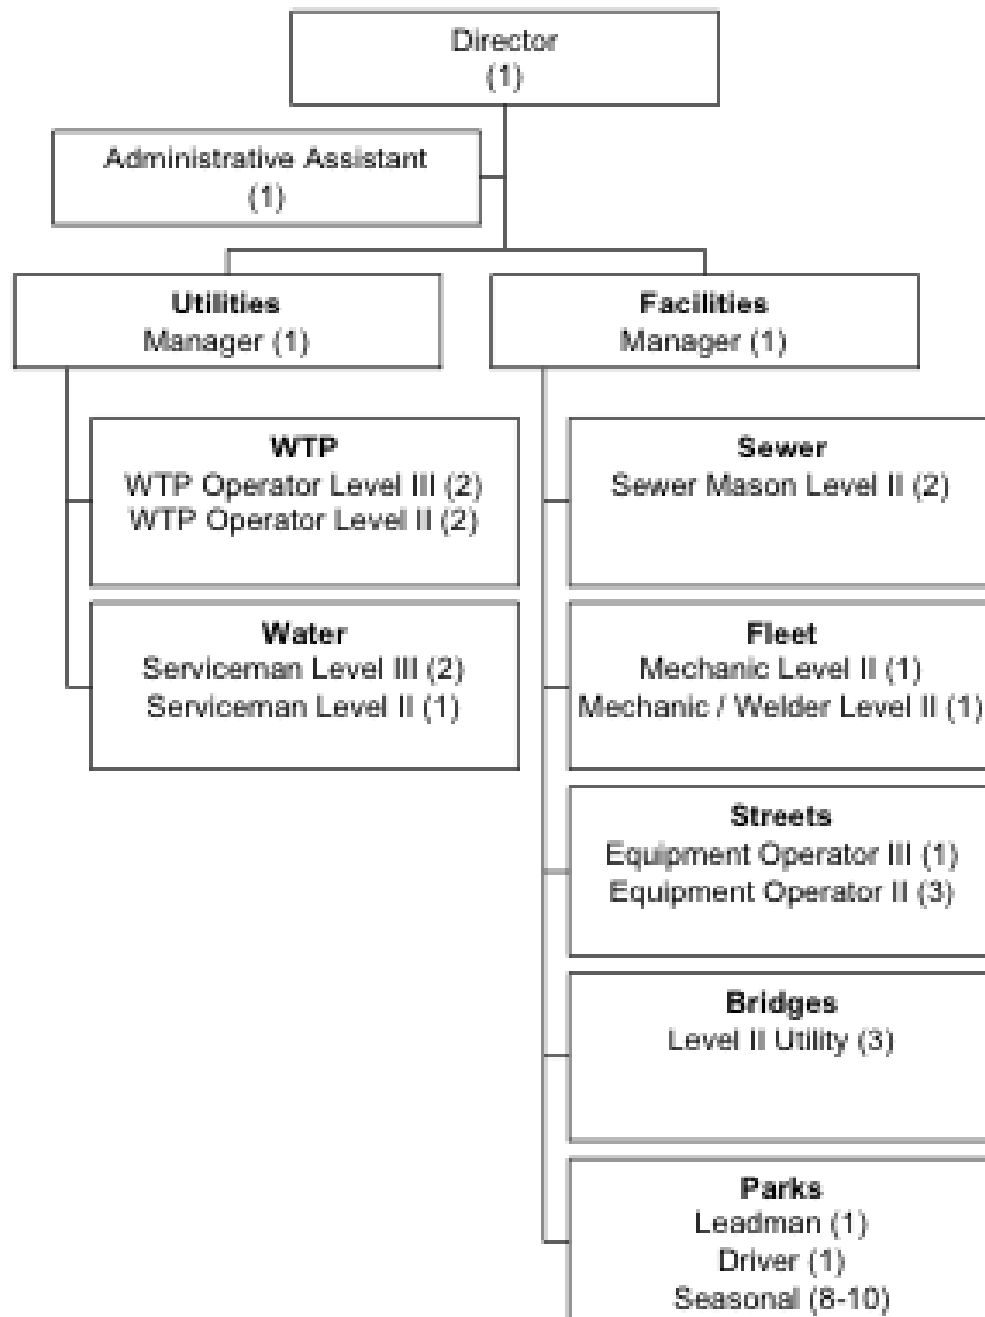 Director
(1)
Administrative Assistant
(1)
Utilities
Manager (1)
Facilities
Manager (1)
WTP
WTP Operator Level III (2)
WTP Operator Level II (2)
Water
Serviceman Level III (2)
Serviceman Level II (1)
Sewer
Sewer Mason Level II (2)
Fleet
Mechanic Level II (1)
Mechanic / Welder Level II (1)
Streets
Equipment Operator III (1)
Equipment Operator II (3)
Bridges
Level II Utility (3)
Parks
Leadman (1)
Driver (1)
Seasonal (8-10)